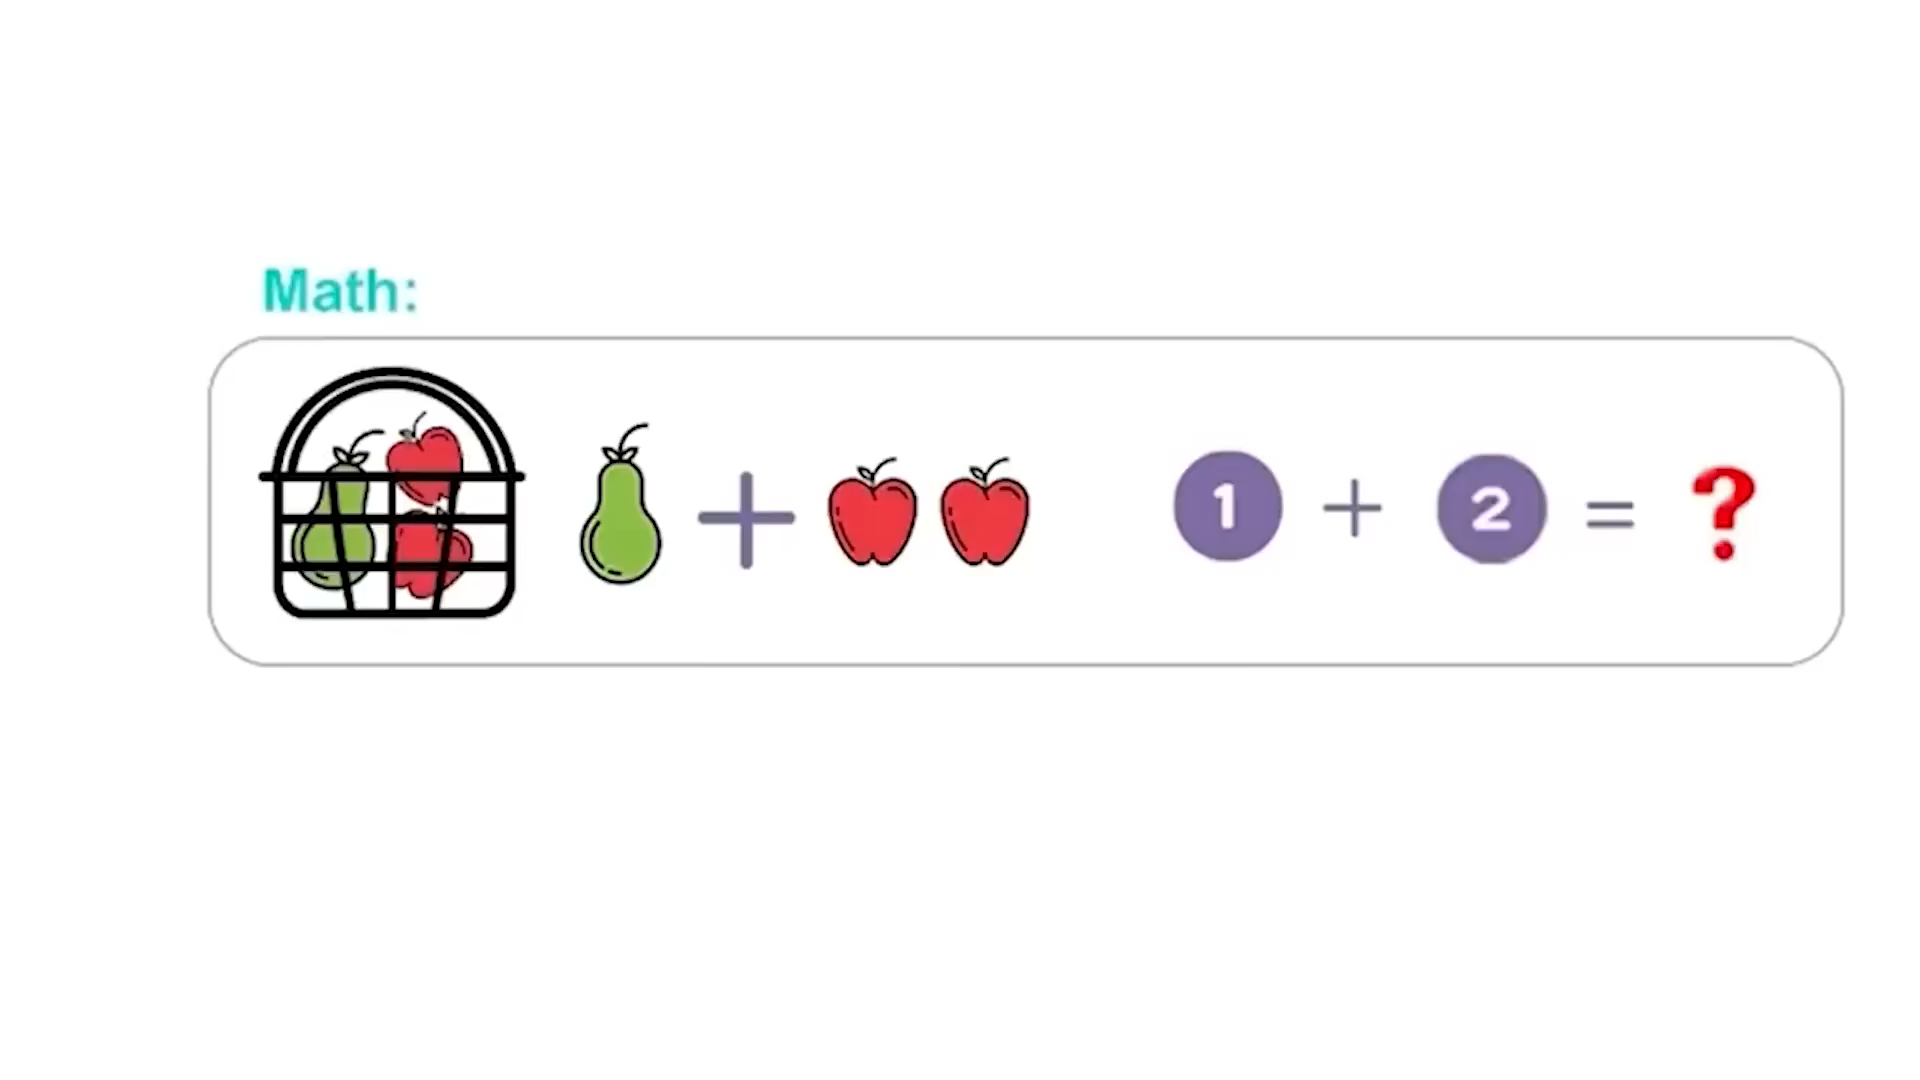 Math:
1 + 2 = ?